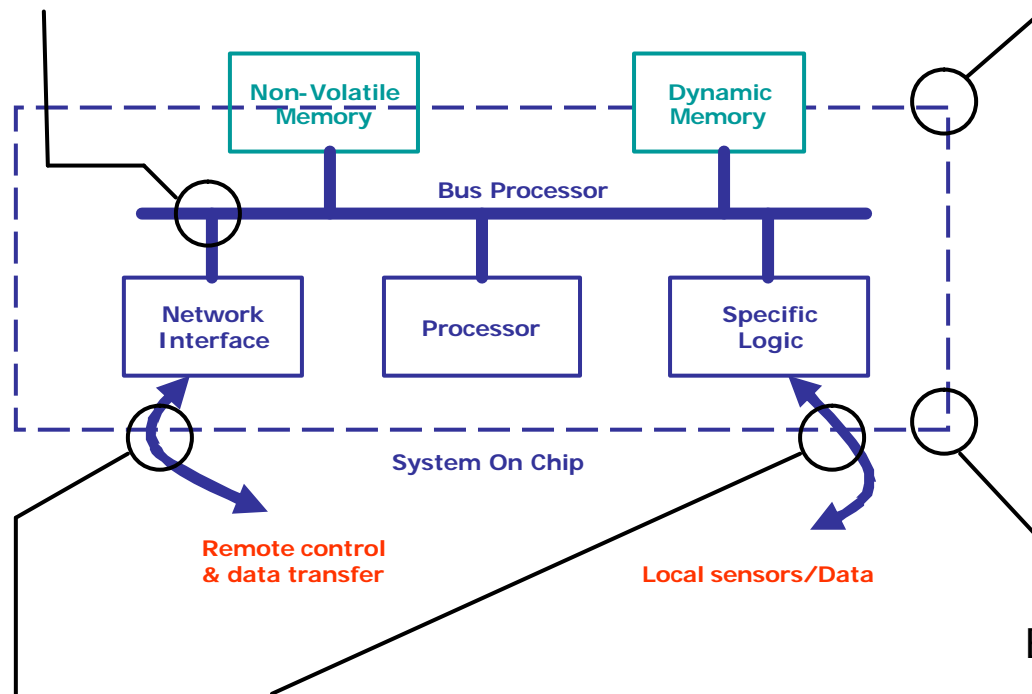 Non-Volatile
Memory
Dynamic
Memory
Bus Processor
Network
Interface
Processor
Specific
Logic
System On Chip
Remote control
& data transfer
Local sensors/Data